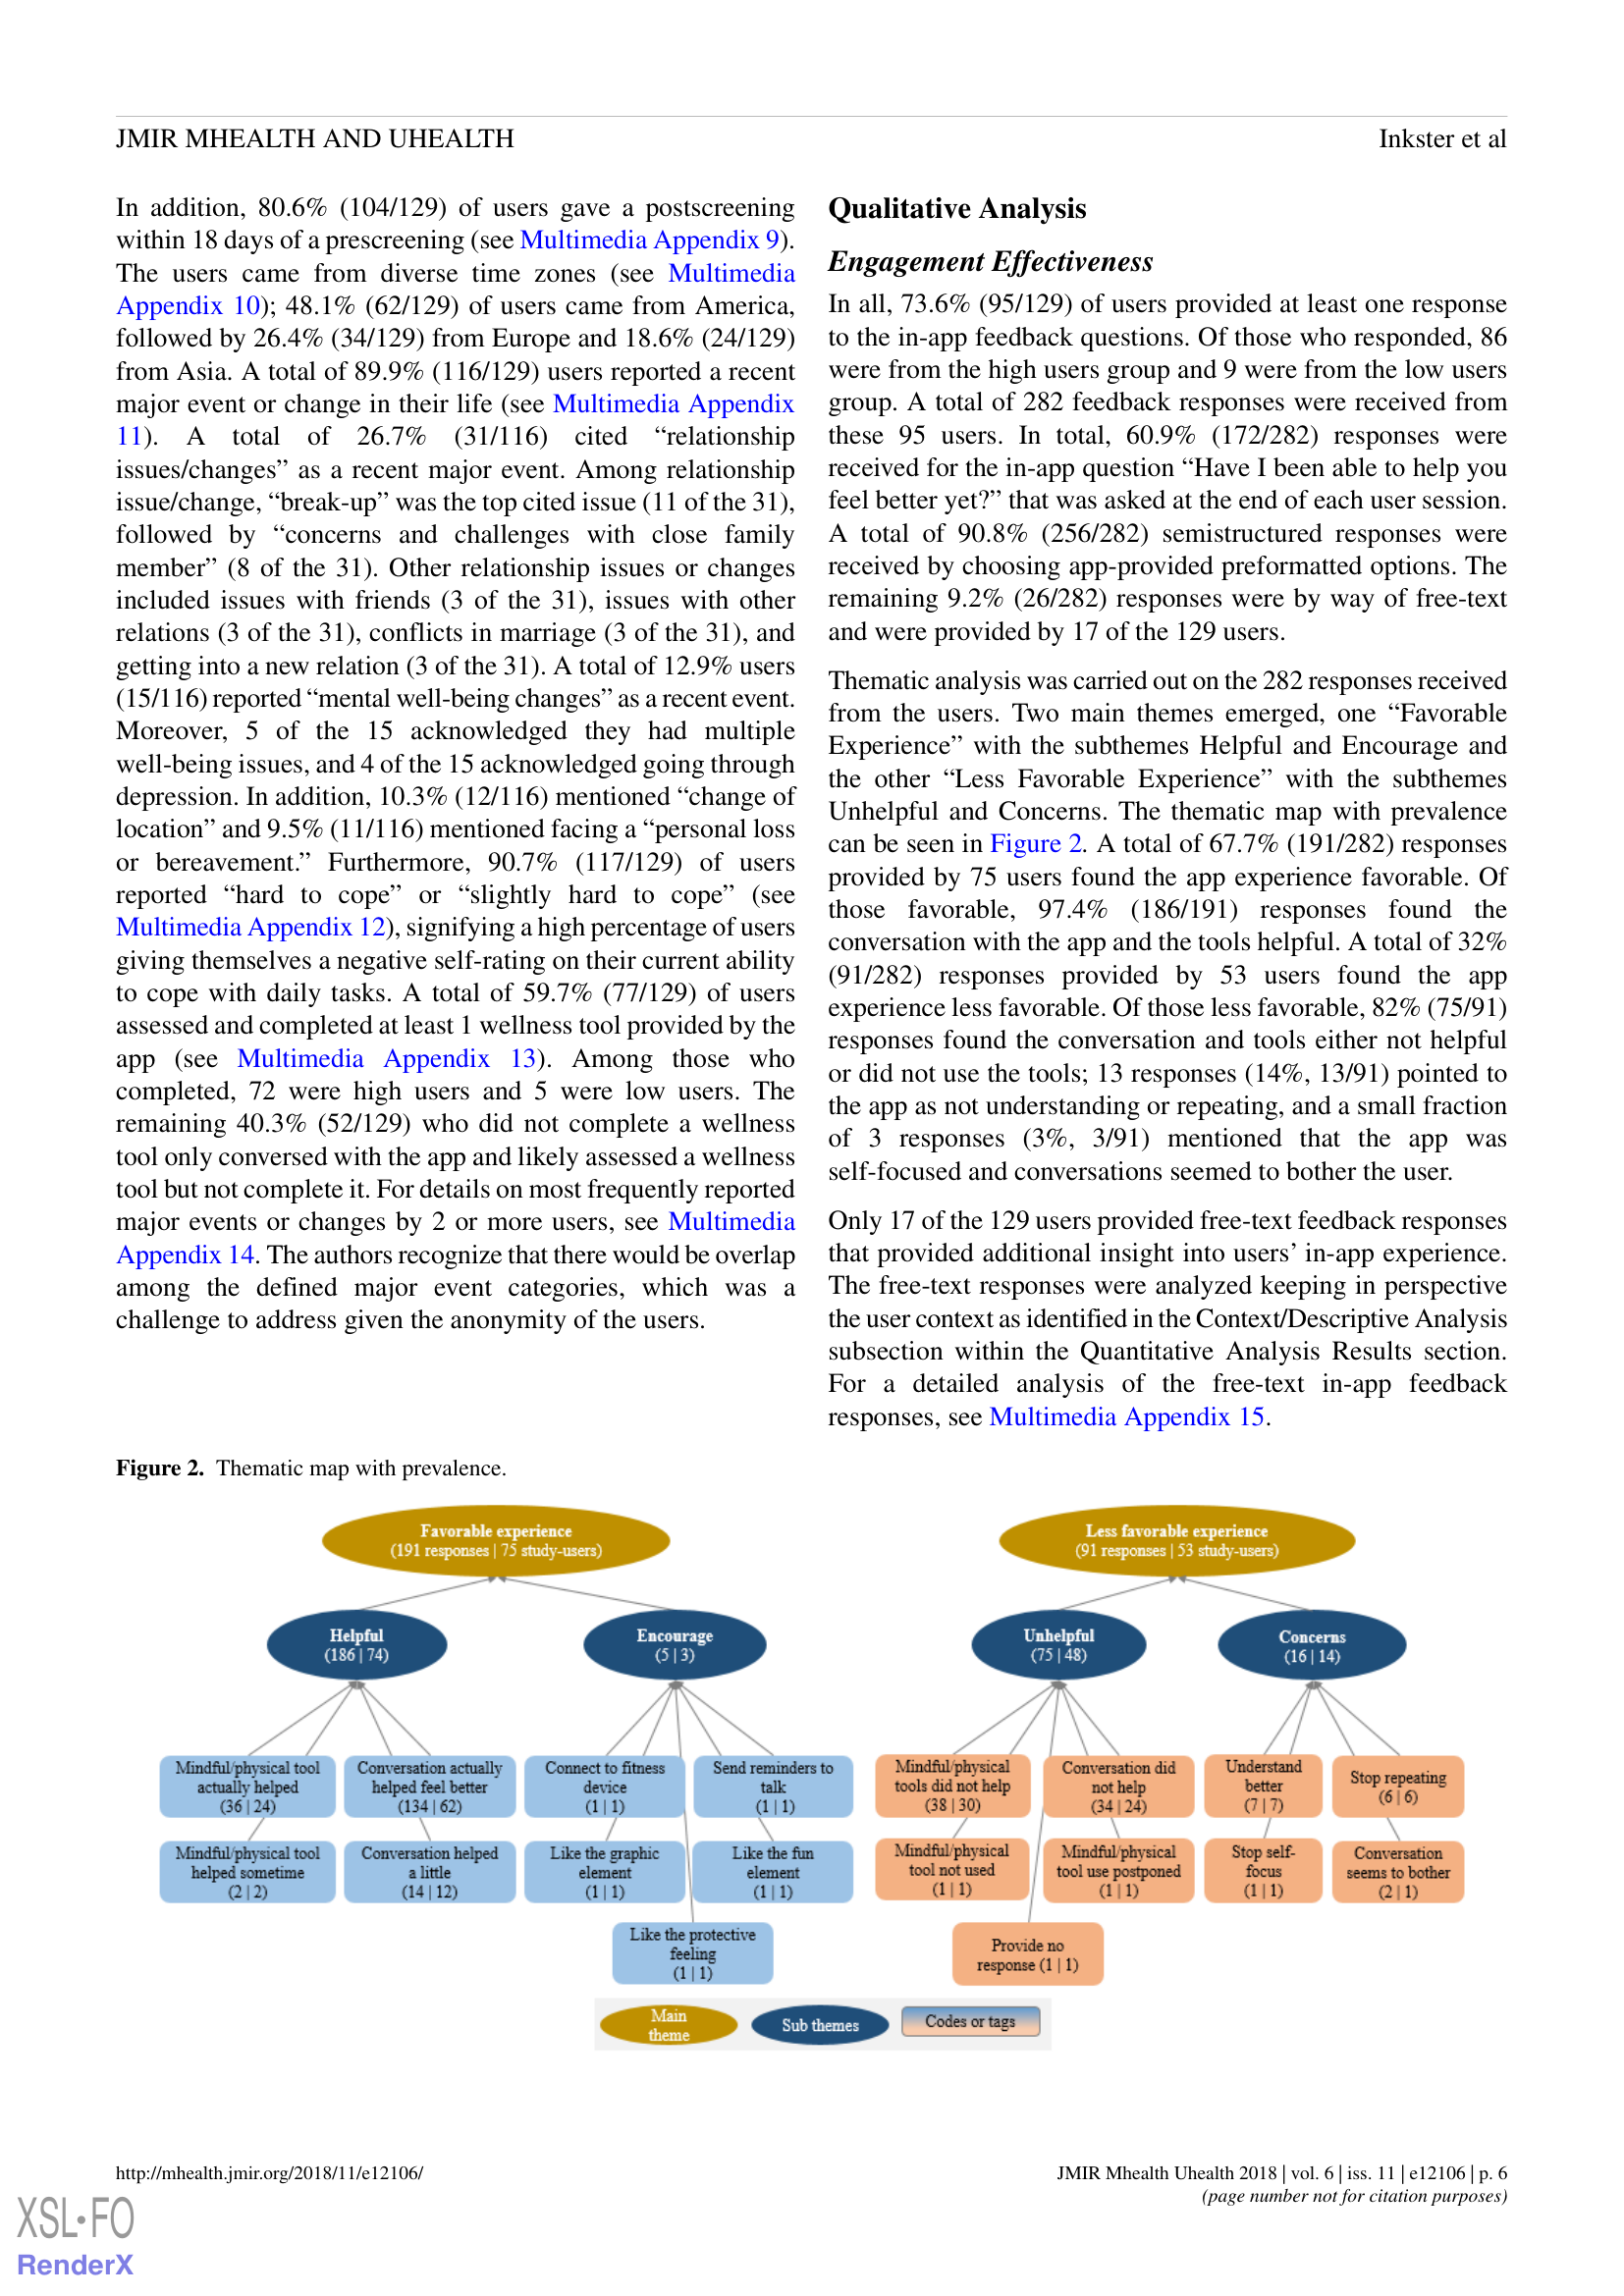 JMIR MHEALTH AND UHEALTH
Inkster et al
In addition, 80.6% (104/129) of users gave a postscreening
within 18 days of a prescreening (see Multimedia Appendix 9).
The users came from diverse time zones (see Multimedia
Appendix 10); 48.1% (62/129) of users came from America,
followed by 26.4% (34/129) from Europe and 18.6% (24/129)
from Asia. A total of 89.9% (116/129) users reported a recent
major event or change in their life (see Multimedia Appendix
11). A total of 26.7% (31/116) cited “relationship
issues/changes” as a recent major event. Among relationship
issue/change, “break-up” was the top cited issue (11 of the 31),
followed by “concerns and challenges with close family
member” (8 of the 31). Other relationship issues or changes
included issues with friends (3 of the 31), issues with other
relations (3 of the 31), conflicts in marriage (3 of the 31), and
getting into a new relation (3 of the 31). A total of 12.9% users
(15/116) reported “mental well-being changes” as a recent event.
Moreover, 5 of the 15 acknowledged they had multiple
well-being issues, and 4 of the 15 acknowledged going through
depression. In addition, 10.3% (12/116) mentioned “change of
location” and 9.5% (11/116) mentioned facing a “personal loss
or bereavement.” Furthermore, 90.7% (117/129) of users
reported “hard to cope” or “slightly hard to cope” (see
Multimedia Appendix 12), signifying a high percentage of users
giving themselves a negative self-rating on their current ability
to cope with daily tasks. A total of 59.7% (77/129) of users
assessed and completed at least 1 wellness tool provided by the
app (see Multimedia Appendix 13). Among those who
completed, 72 were high users and 5 were low users. The
remaining 40.3% (52/129) who did not complete a wellness
tool only conversed with the app and likely assessed a wellness
tool but not complete it. For details on most frequently reported
major events or changes by 2 or more users, see Multimedia
Appendix 14. The authors recognize that there would be overlap
among the defined major event categories, which was a
challenge to address given the anonymity of the users.
Qualitative Analysis
Engagement Effectiveness
In all, 73.6% (95/129) of users provided at least one response
to the in-app feedback questions. Of those who responded, 86
were from the high users group and 9 were from the low users
group. A total of 282 feedback responses were received from
these 95 users. In total, 60.9% (172/282) responses were
received for the in-app question “Have I been able to help you
feel better yet?” that was asked at the end of each user session.
A total of 90.8% (256/282) semistructured responses were
received by choosing app-provided preformatted options. The
remaining 9.2% (26/282) responses were by way of free-text
and were provided by 17 of the 129 users.
Thematic analysis was carried out on the 282 responses received
from the users. Two main themes emerged, one “Favorable
Experience” with the subthemes Helpful and Encourage and
the other “Less Favorable Experience” with the subthemes
Unhelpful and Concerns. The thematic map with prevalence
can be seen in Figure 2. A total of 67.7% (191/282) responses
provided by 75 users found the app experience favorable. Of
those favorable, 97.4% (186/191) responses found the
conversation with the app and the tools helpful. A total of 32%
(91/282) responses provided by 53 users found the app
experience less favorable. Of those less favorable, 82% (75/91)
responses found the conversation and tools either not helpful
or did not use the tools; 13 responses (14%, 13/91) pointed to
the app as not understanding or repeating, and a small fraction
of 3 responses (3%, 3/91) mentioned that the app was
self-focused and conversations seemed to bother the user.
Only 17 of the 129 users provided free-text feedback responses
that provided additional insight into users’ in-app experience.
The free-text responses were analyzed keeping in perspective
the user context as identified in the Context/Descriptive Analysis
subsection within the Quantitative Analysis Results section.
For a detailed analysis of the free-text in-app feedback
responses, see Multimedia Appendix 15.
Figure 2. Thematic map with prevalence.
Favorable experience
(191 responses | 75 study-users)
Less favorable experience
(91 responses | 53 study-users)
Helpful
(186 | 74)
Encourage
(5 | 3)
Unhelpful
(75 | 48)
Concerns
(16 | 14)
Mindful/physical tool
actually helped
(36 | 24)
Conversation actually
helped feel better
(134 | 62)
Connect to fitness
device
(1 | 1)
Send reminders to
talk
(1 | 1)
Mindful/physical
tools did not help
(38 | 30)
Conversation did
not help
(34 | 24)
Understand
better
(7 | 7)
Stop repeating
(6 | 6)
Mindful/physical tool
helped sometime
(2 | 2)
Conversation helped
a little
(14 | 12)
Like the graphic
element
(1 | 1)
Like the fun
element
(1 | 1)
Mindful/physical
tool not used
(1 | 1)
Mindful/physical
tool use postponed
(1 | 1)
Stop self-
focus
(1 | 1)
Conversation
seems to bother
(2 | 1)
Like the protective
feeling
(1 | 1)
Provide no
response (1 | 1)
Main
theme
Sub themes
Codes or tags
http://mhealth.jmir.org/2018/11/e12106/
JMIR Mhealth Uhealth 2018 | vol. 6 | iss. 11 | e12106 | p. 6
(page number not for citation purposes)
XSL•FO
RenderX